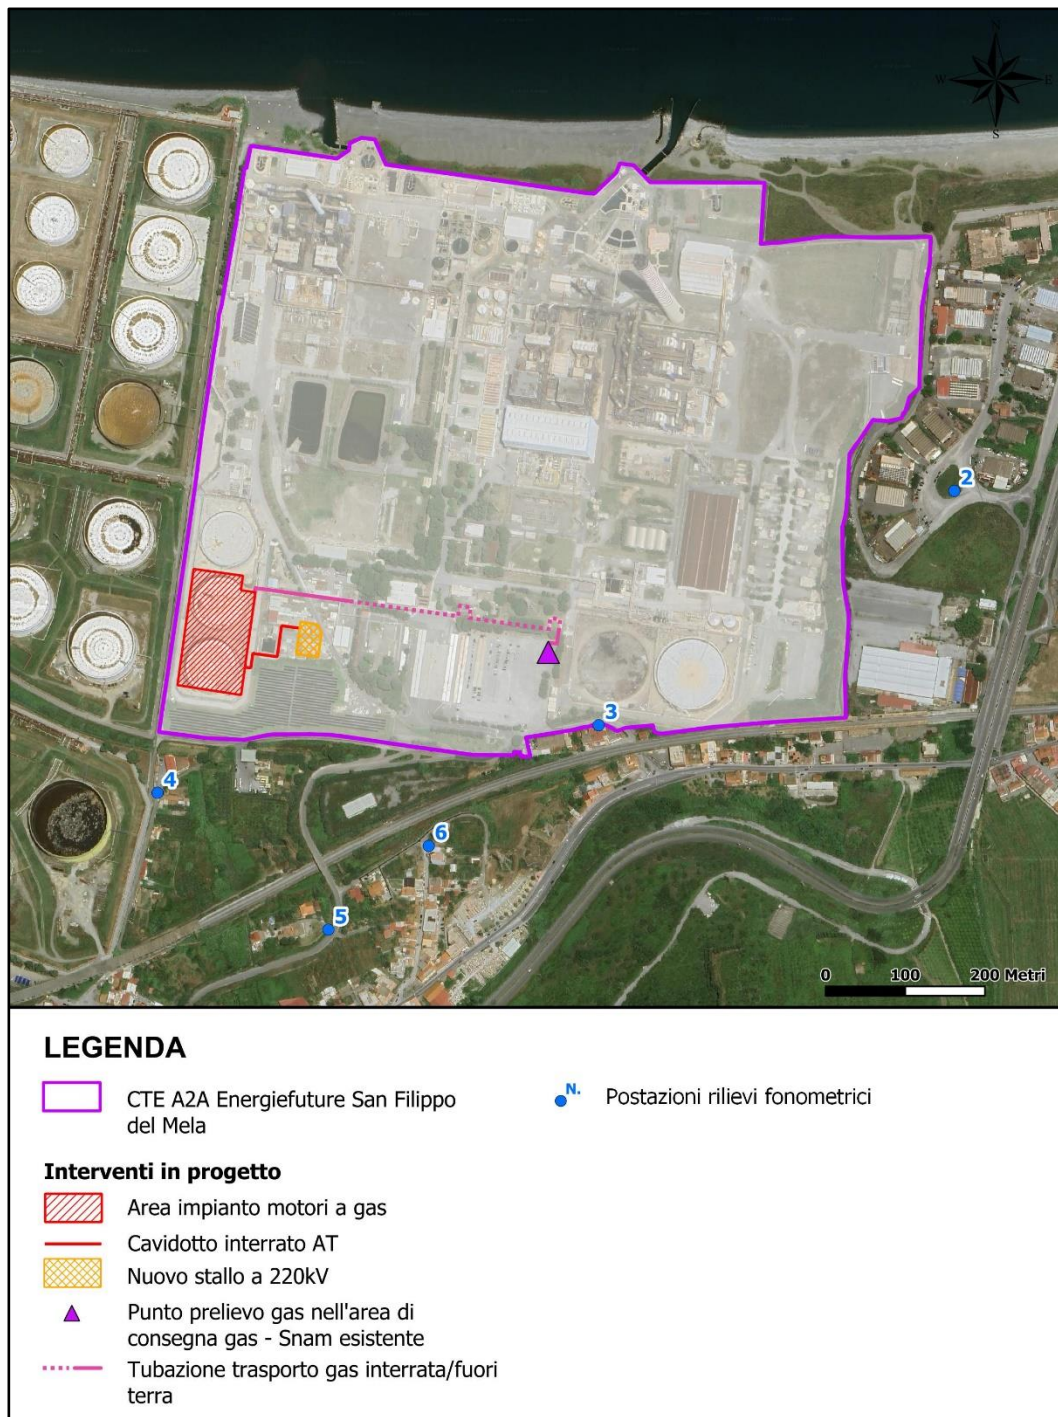 N
W
E
S
2
3
4
6
5
0 100 200 Metri
LEGENDA
CTE A2A Energiefuture San Filippo
del Mela
N.
Postazioni rilievi fonometrici
Interventi in progetto
Area impianto motori a gas
Cavidotto interrato AT
Nuovo stallo a 220kV
Punto prelievo gas nell'area di
consegna gas - Snam esistente
Tubazione trasporto gas interrata/fuori
terra